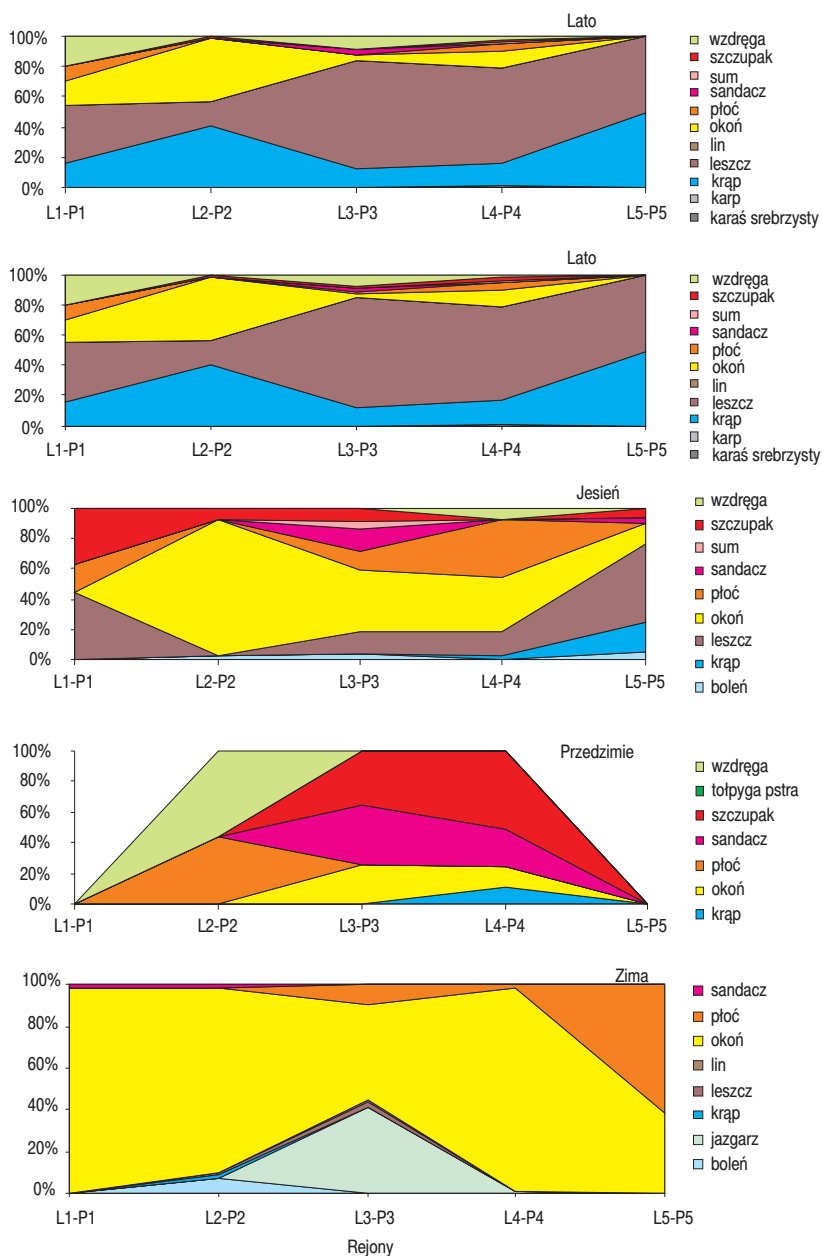 Lato
100%
80%
60%
40%
20%
0%
L1-P1 L2-P2 L3-P3 L4-P4 L5-P5
wzdręga
szczupak
sum
sandacz
płoć
okoń
lin
leszcz
krąp
karp
karaś srebrzysty
Lato
100%
80%
60%
40%
20%
0%
L1-P1 L2-P2 L3-P3 L4-P4 L5-P5
wzdręga
szczupak
sum
sandacz
płoć
okoń
lin
leszcz
krąp
karp
karaś srebrzysty
Jesień
100%
80%
60%
40%
20%
0%
L1-P1 L2-P2 L3-P3 L4-P4 L5-P5
wzdręga
szczupak
sum
sandacz
płoć
okoń
leszcz
krąp
boleń
Przedzimie
100%
80%
60%
40%
20%
0%
L1-P1 L2-P2 L3-P3 L4-P4 L5-P5
wzdręga
tołpyga pstra
szczupak
sandacz
płoć
okoń
krąp
Zima
100%
80%
60%
40%
20%
0%
L1-P1 L2-P2 L3-P3 L4-P4 L5-P5
Rejony
sandacz
płoć
okoń
lin
leszcz
krąp
jazgarz
boleń